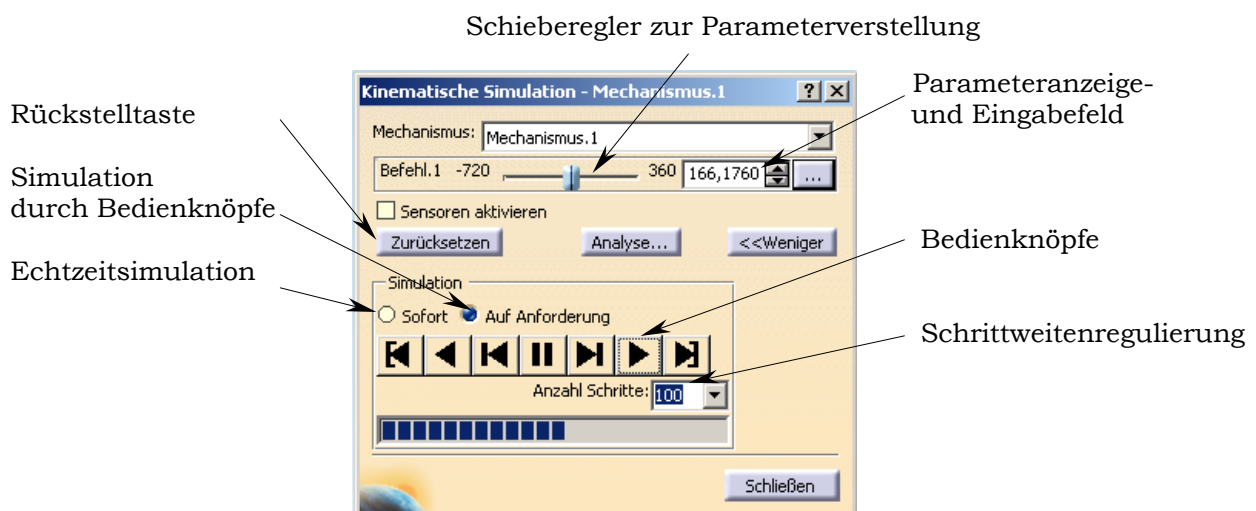 Schieberegler zur Parameterverstellung
Kinematische Simulation - Mechanismus.1
Parameteranzeige-
und Eingabefeld
Rückstelltaste
Mechanismus: Mechanismus.1
Befehl.1 -720 360 166,1760 ...
Simulation
durch Bedienknöpfe
Sensoren aktivieren
Zurücksetzen Analyse... <<Weniger
Bedienknöpfe
Echtzeitsimulation
Simulation
Sofort Auf Anforderung
Schrittweitenregulierung
Anzahl Schritte: 100
Schließen